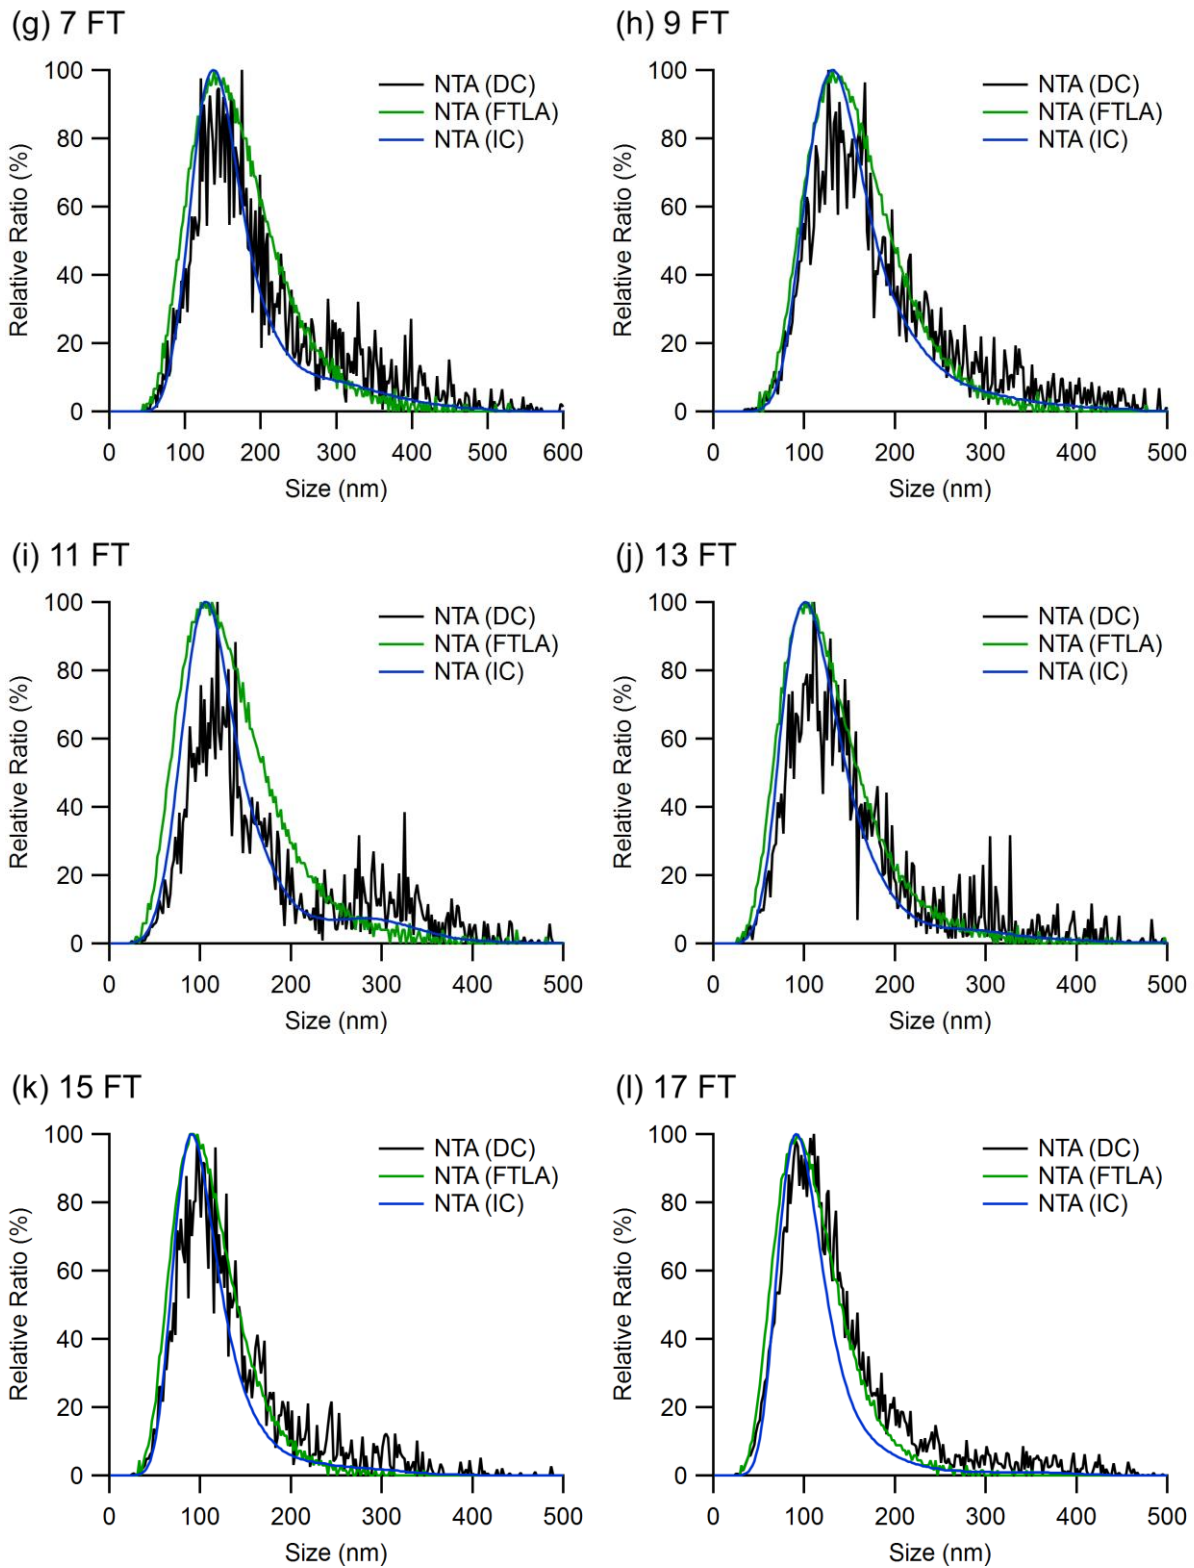 (g) 7 FT
100
80
60
40
20
0
Relative Ratio (%)
NTA (DC)
NTA (FTLA)
NTA (IC)
0 100 200 300 400 500 600
Size (nm)
(h) 9 FT
100
80
60
40
20
0
Relative Ratio (%)
NTA (DC)
NTA (FTLA)
NTA (IC)
0 100 200 300 400 500
Size (nm)
(i) 11 FT
100
80
60
40
20
0
Relative Ratio (%)
NTA (DC)
NTA (FTLA)
NTA (IC)
0 100 200 300 400 500
Size (nm)
(j) 13 FT
100
80
60
40
20
0
Relative Ratio (%)
NTA (DC)
NTA (FTLA)
NTA (IC)
0 100 200 300 400 500
Size (nm)
(k) 15 FT
100
80
60
40
20
0
Relative Ratio (%)
NTA (DC)
NTA (FTLA)
NTA (IC)
0 100 200 300 400 500
Size (nm)
(l) 17 FT
100
80
60
40
20
0
Relative Ratio (%)
NTA (DC)
NTA (FTLA)
NTA (IC)
0 100 200 300 400 500
Size (nm)